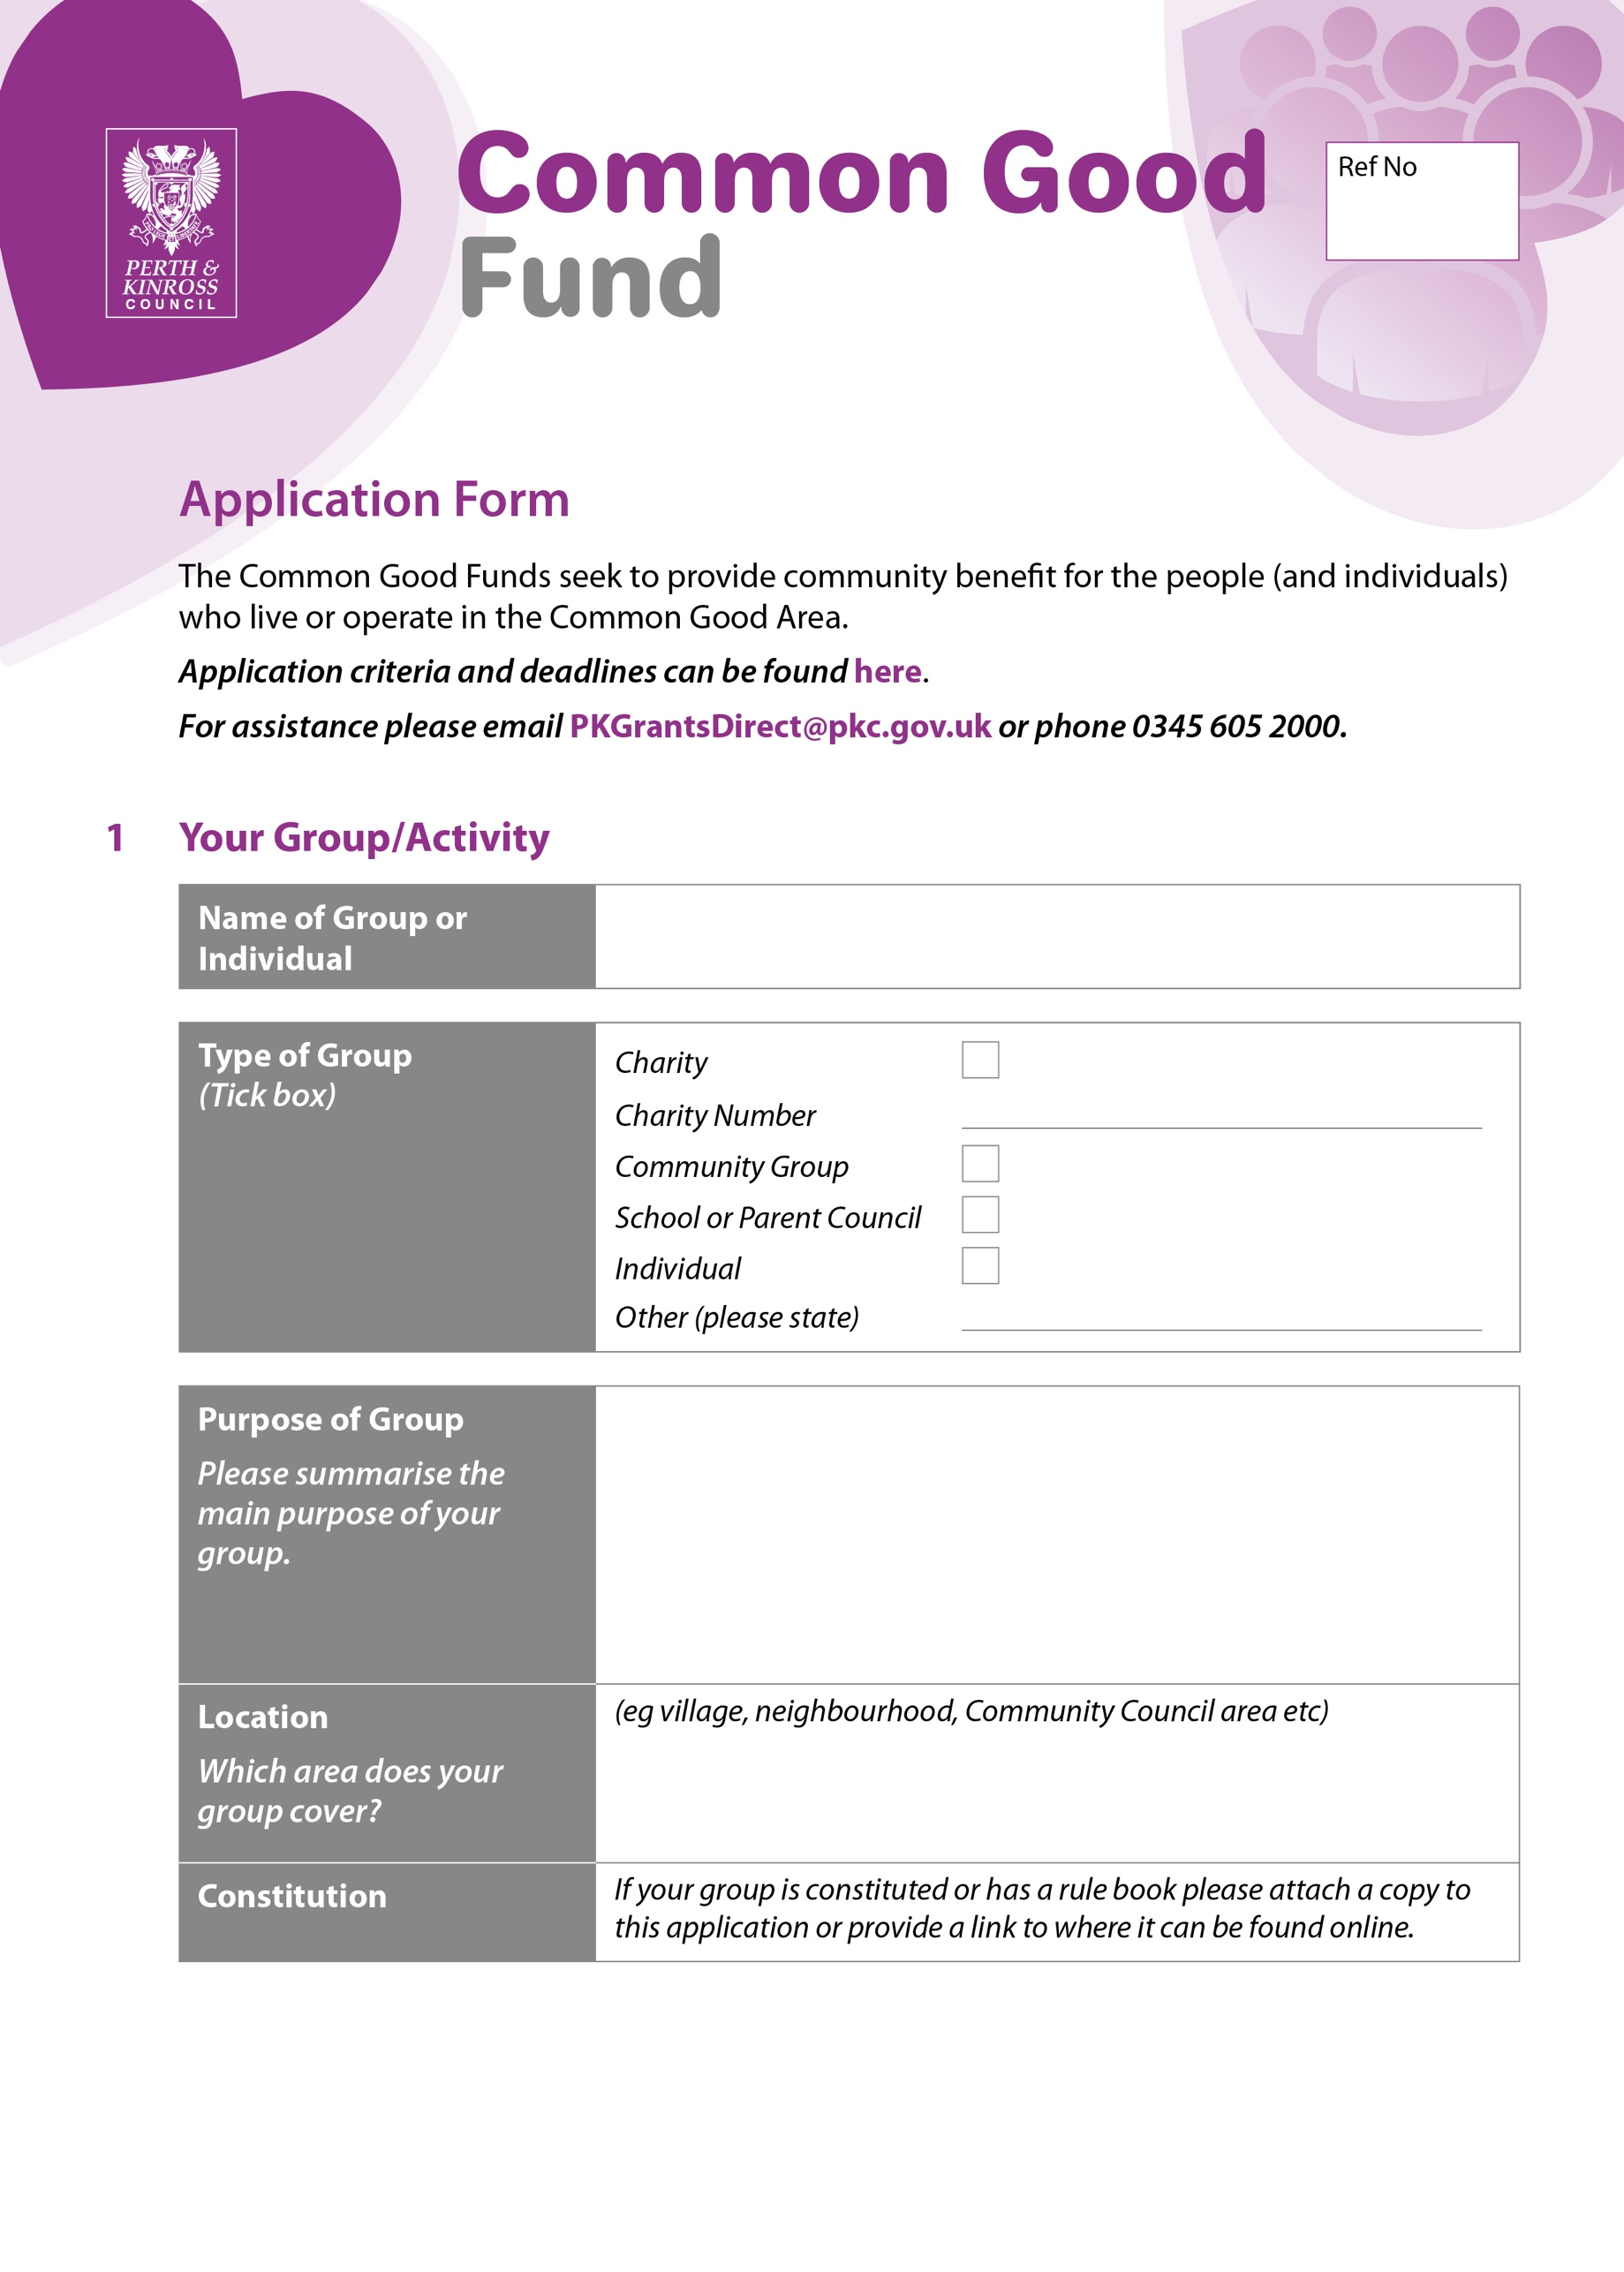 PERTH &
KINROSS
COUNCIL
Common Good
Fund
Ref No
Application Form
The Common Good Funds seek to provide community benefit for the people (and individuals)
who live or operate in the Common Good Area.
Application criteria and deadlines can be found here.
For assistance please email PKGrantsDirect@pkc.gov.uk or phone 0345 605 2000.
1 Your Group/Activity
Name of Group or
Individual
Type of Group
(Tick box)
Charity
Charity Number
Community Group
School or Parent Council
Individual
Other (please state)
Purpose of Group
Please summarise the
main purpose of your
group.
Location
Which area does your
group cover?
(eg village, neighbourhood, Community Council area etc)
Constitution
If your group is constituted or has a rule book please attach a copy to
this application or provide a link to where it can be found online.